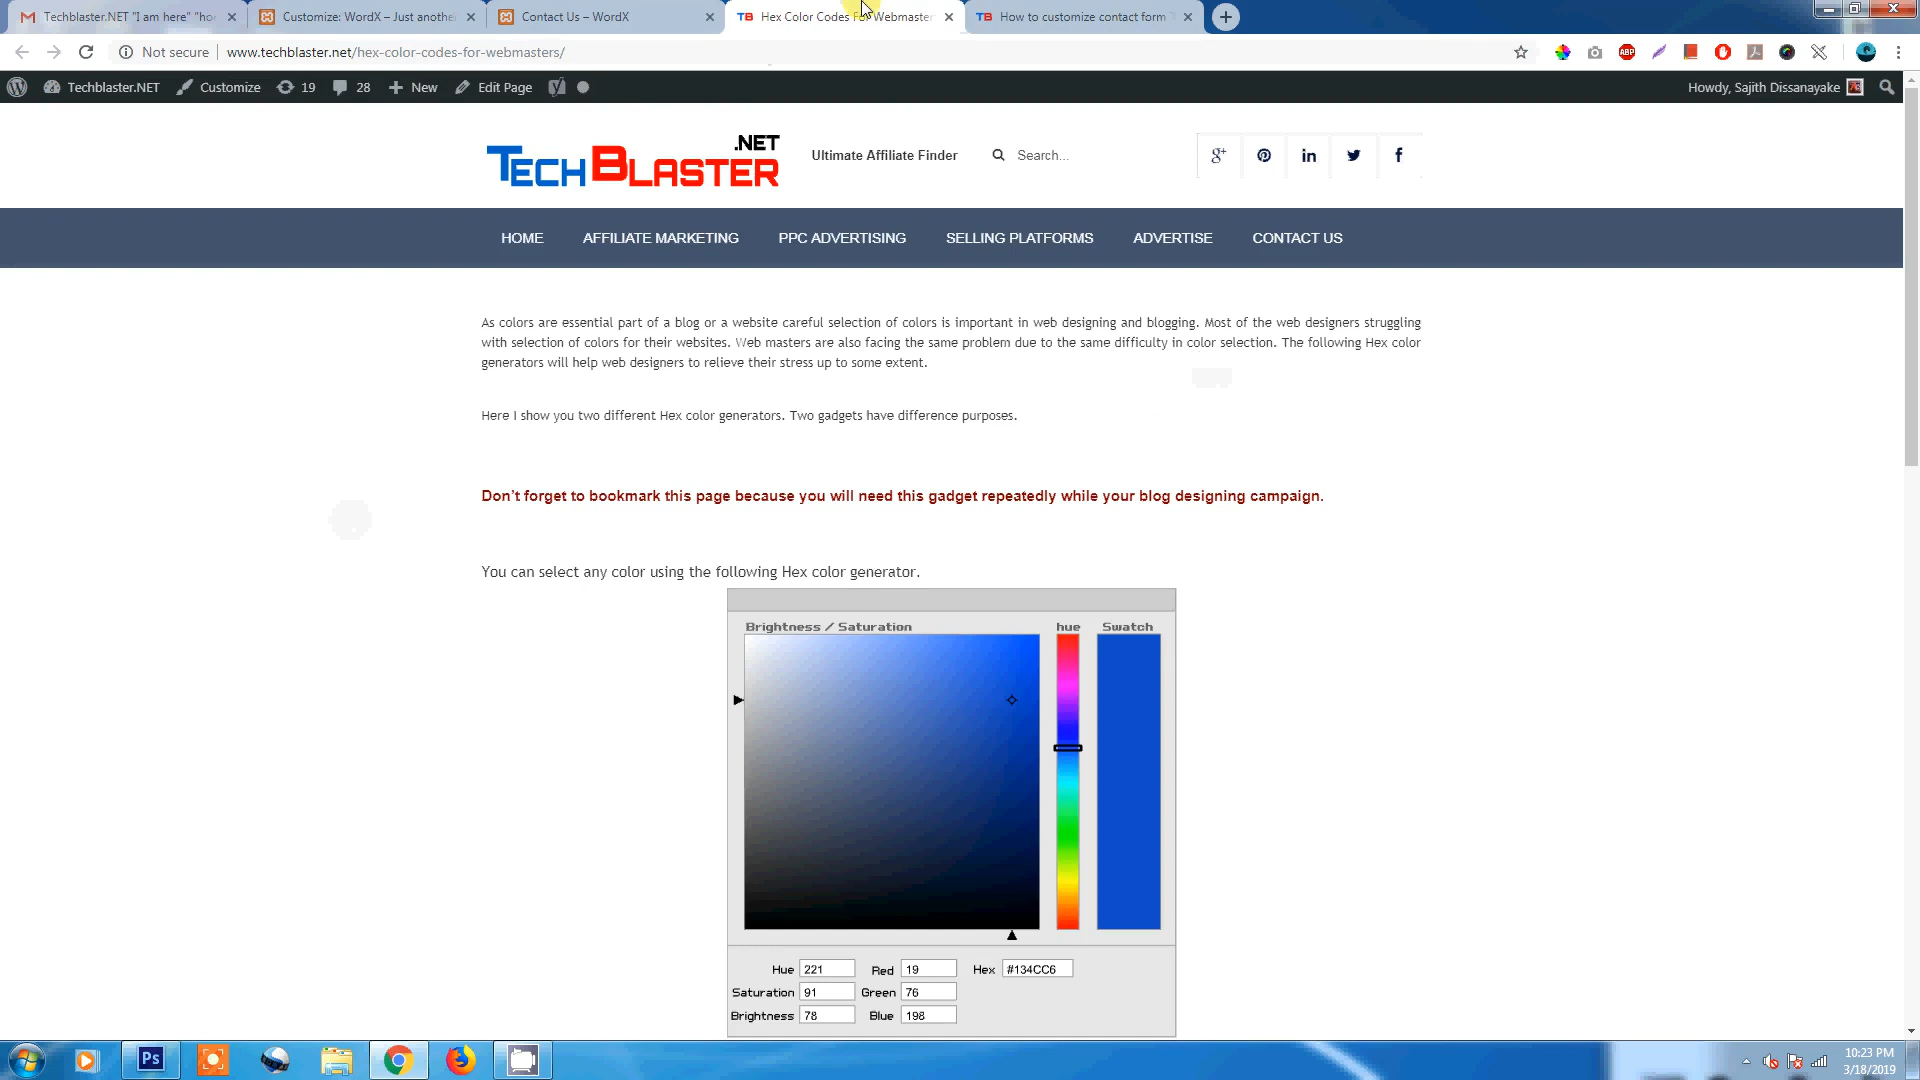 Techblaster.NET "I am here" "ho
Customize: WordX – Just anothe
Contact Us – WordX
Hex Color Codes For Webmaster
How to customize contact form
Not secure
www.techblaster.net/hex-color-codes-for-webmasters/
ABP
Techblaster.NET
Customize
19
28
New
Edit Page
Howdy, Sajith Dissanayake
TECHBLASTER .NET
Ultimate Affiliate Finder
Search...
HOME
AFFILIATE MARKETING
PPC ADVERTISING
SELLING PLATFORMS
ADVERTISE
CONTACT US
As colors are essential part of a blog or a website careful selection of colors is important in web designing and blogging. Most of the web designers struggling
with selection of colors for their websites. Web masters are also facing the same problem due to the same difficulty in color selection. The following Hex color
generators will help web designers to relieve their stress up to some extent.
Here I show you two different Hex color generators. Two gadgets have difference purposes.
Don't forget to bookmark this page because you will need this gadget repeatedly while your blog designing campaign.
You can select any color using the following Hex color generator.
Brightness / Saturation
hue
Swatch
Hue 221 Red 19 Hex #134CC6
Saturation 91 Green 76
Brightness 78 Blue 198
Ps
10:23 PM
3/18/2019